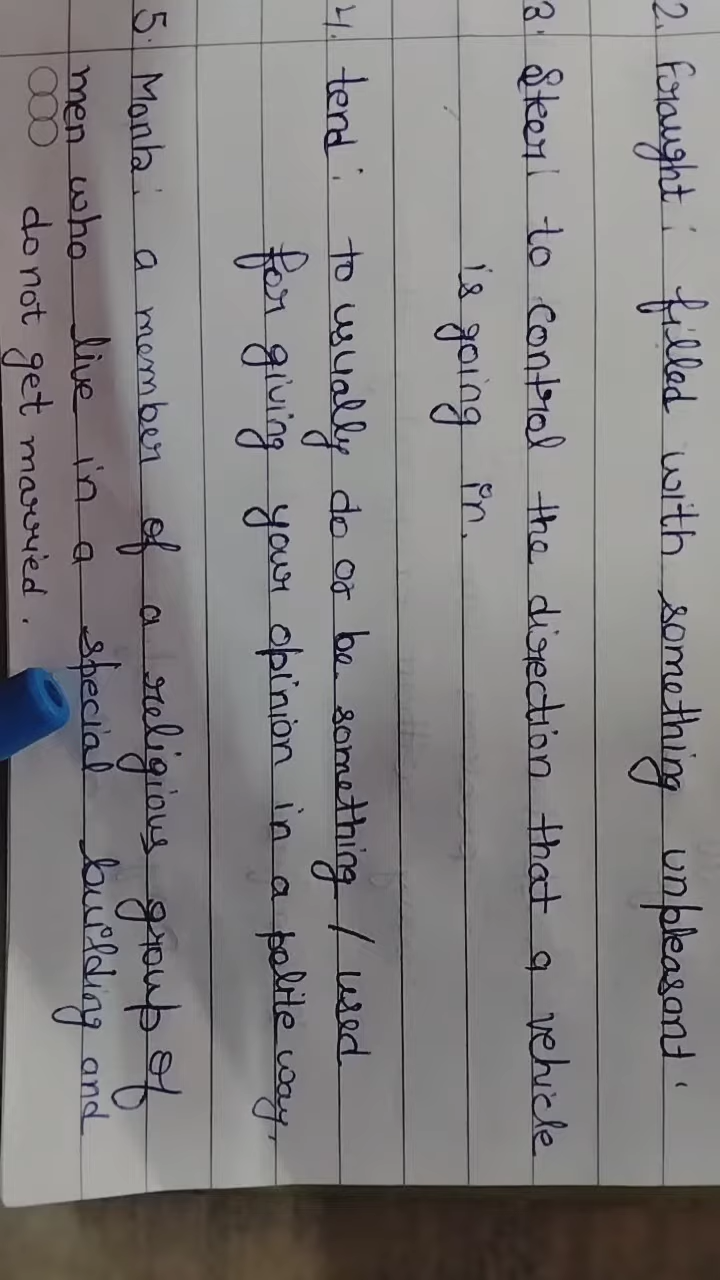 2. Foraught : filled with something unpleasant.
3. Steer : to control the direction that a vehicle
is going in.
4. tend : to usually do or be something / used
for giving your opinion in a polite way.
5. Monk : a member of a religious group of
men who live in a special building and
do not get married.